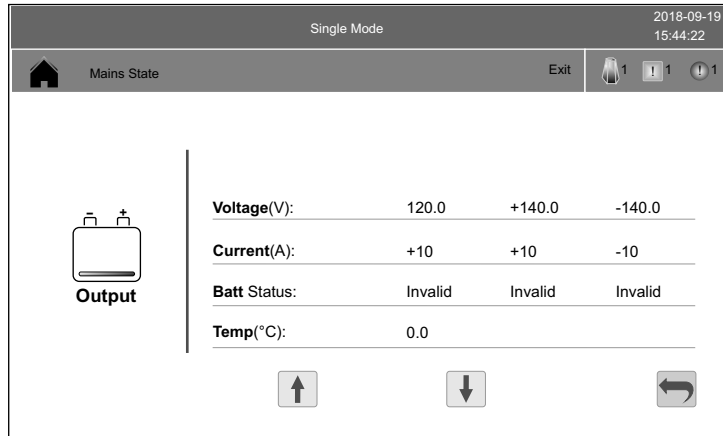 Single Mode
2018-09-19
15:44:22
Mains State
Exit
1
! 1
! 1
Voltage(V): 120.0 +140.0 -140.0
- +
Current(A): +10 +10 -10
Output
Batt Status: Invalid Invalid Invalid
Temp(°C): 0.0